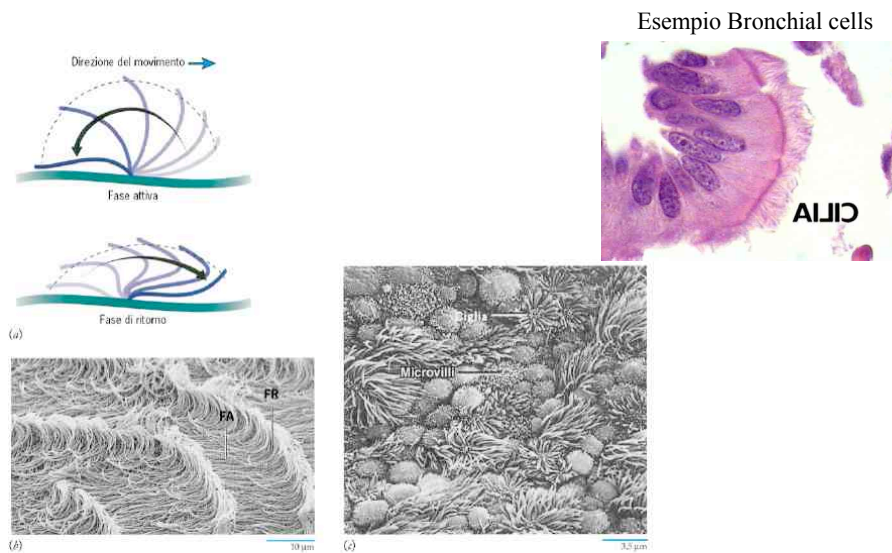 Esempio Bronchial cells
Direzione del movimento
Fase attiva
Fase di ritorno
(a)
CILIA
Ciglia
Microvilli
FR
FA
(b)
10 μm
(c)
3,5 μm